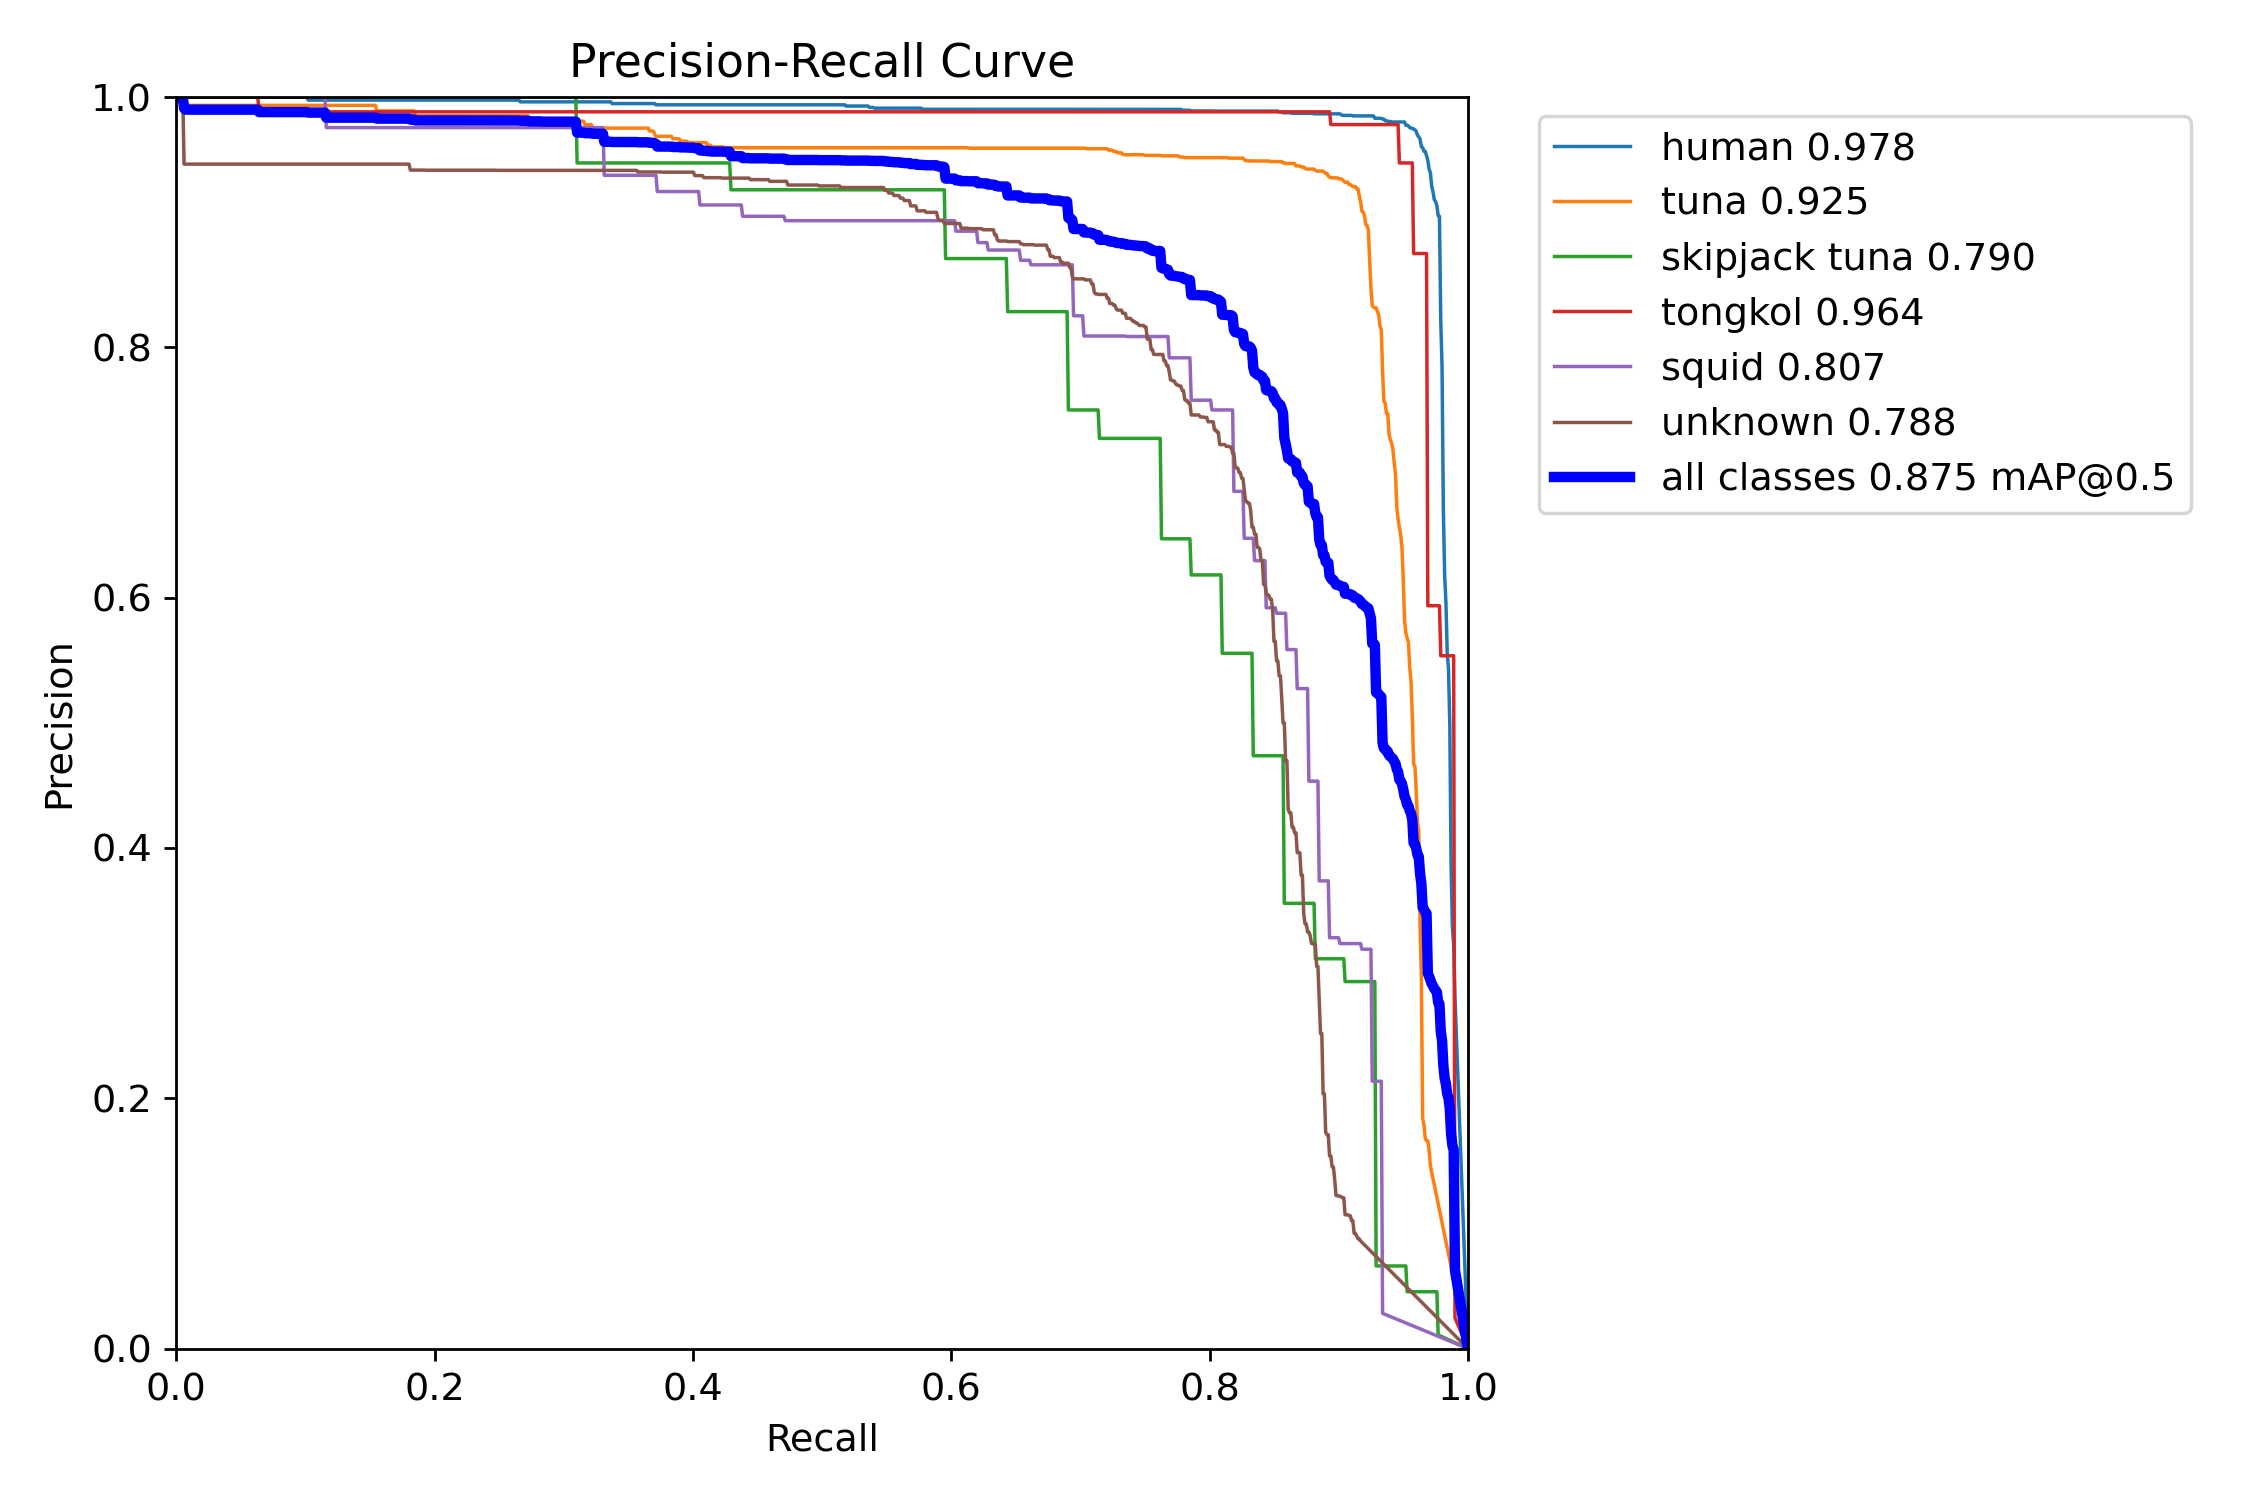 Precision-Recall Curve
1.0
0.8
0.6
0.4
0.2
0.0
Precision
0.0 0.2 0.4 0.6 0.8 1.0
Recall
human 0.978
tuna 0.925
skipjack tuna 0.790
tongkol 0.964
squid 0.807
unknown 0.788
all classes 0.875 mAP@0.5